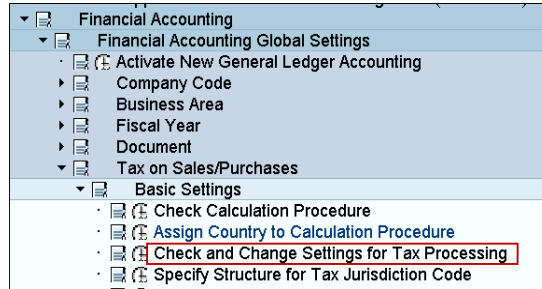 Financial Accounting
Financial Accounting Global Settings
Activate New General Ledger Accounting
Company Code
Business Area
Fiscal Year
Document
Tax on Sales/Purchases
Basic Settings
Check Calculation Procedure
Assign Country to Calculation Procedure
Check and Change Settings for Tax Processing
Specify Structure for Tax Jurisdiction Code